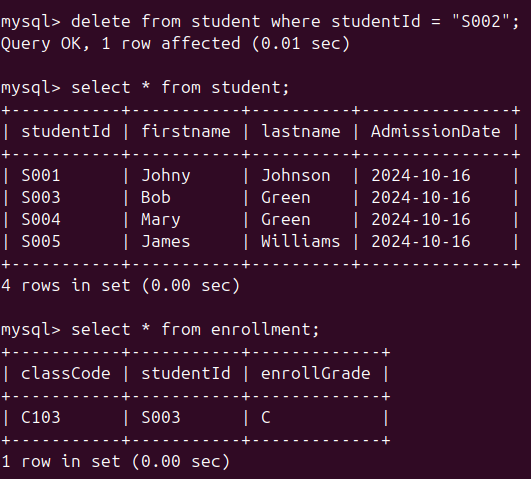 mysql> delete from student where studentId = "S002";
Query OK, 1 row affected (0.01 sec)
mysql> select * from student;
+-----------+-----------+----------+---------------+
| studentId | firstname | lastname | AdmissionDate |
+-----------+-----------+----------+---------------+
| S001      | Johny     | Johnson  | 2024-10-16    |
| S003      | Bob       | Green    | 2024-10-16    |
| S004      | Mary      | Green    | 2024-10-16    |
| S005      | James     | Williams | 2024-10-16    |
+-----------+-----------+----------+---------------+
4 rows in set (0.00 sec)
mysql> select * from enrollment;
+-----------+-----------+-------------+
| classCode | studentId | enrollGrade |
+-----------+-----------+-------------+
| C103      | S003      | C           |
+-----------+-----------+-------------+
1 row in set (0.00 sec)